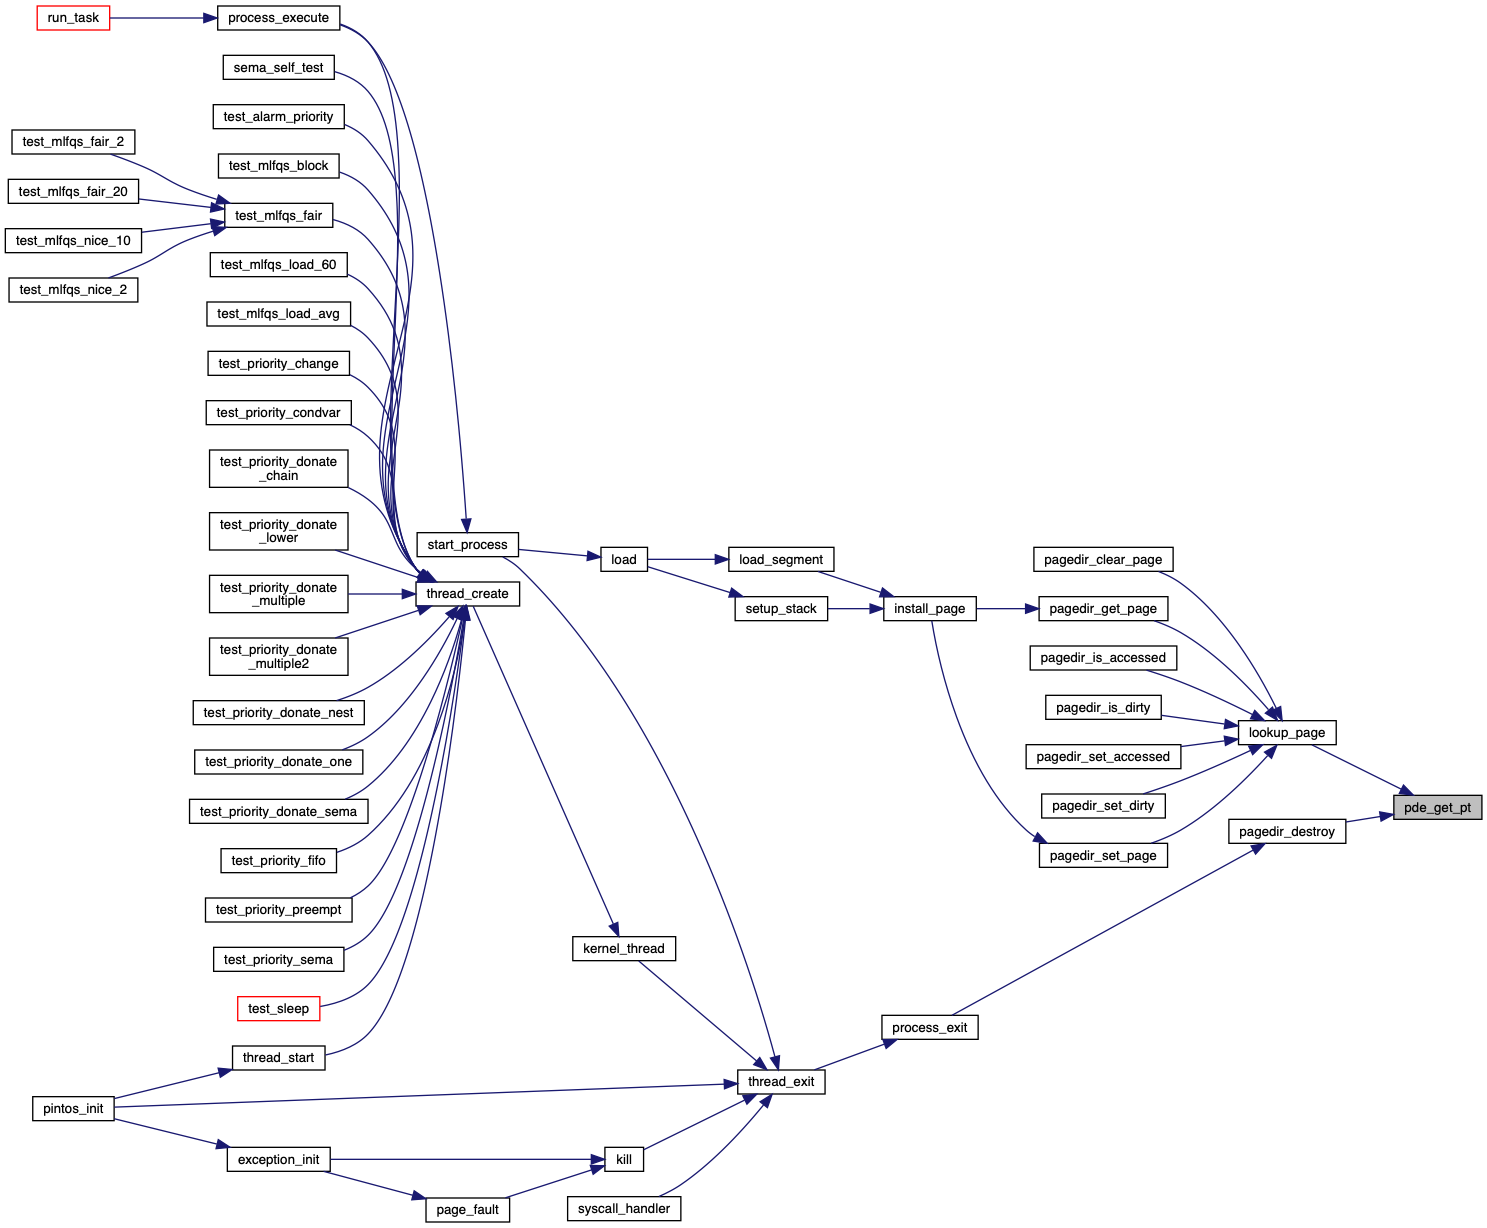 run_task
process_execute
sema_self_test
test_alarm_priority
test_mlfqs_fair_2
test_mlfqs_block
test_mlfqs_fair_20
test_mlfqs_fair
test_mlfqs_nice_10
test_mlfqs_load_60
test_mlfqs_nice_2
test_mlfqs_load_avg
test_priority_change
test_priority_condvar
test_priority_donate
_chain
test_priority_donate
_lower
start_process
load
load_segment
pagedir_clear_page
test_priority_donate
_multiple
thread_create
setup_stack
install_page
pagedir_get_page
test_priority_donate
_multiple2
pagedir_is_accessed
test_priority_donate_nest
pagedir_is_dirty
lookup_page
test_priority_donate_one
pagedir_set_accessed
test_priority_donate_sema
pagedir_set_dirty
pde_get_pt
pagedir_destroy
test_priority_fifo
pagedir_set_page
test_priority_preempt
kernel_thread
test_priority_sema
test_sleep
process_exit
thread_start
thread_exit
pintos_init
exception_init
kill
page_fault
syscall_handler